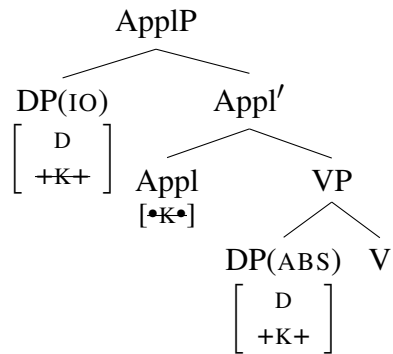 ApplP
DP(IO) Appl′
D
+K+
Appl VP
[•K•]
DP(ABS) V
D
+K+